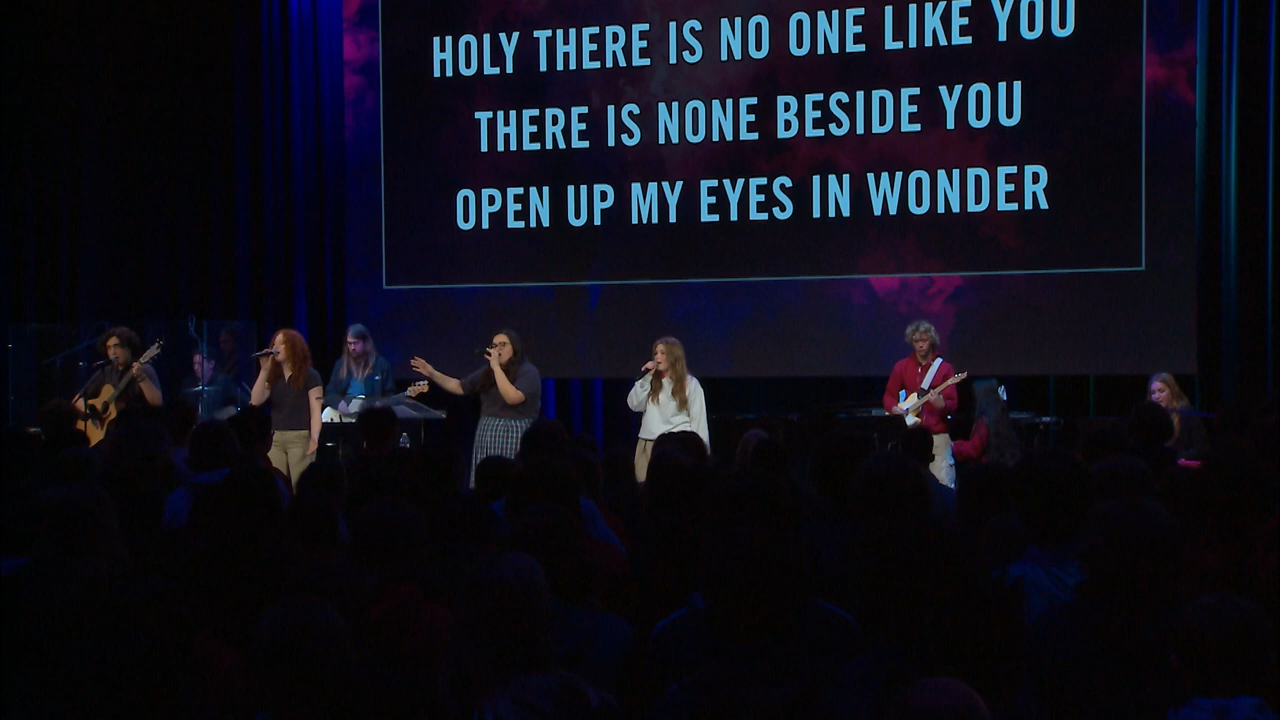 HOLY THERE IS NO ONE LIKE YOU
THERE IS NONE BESIDE YOU
OPEN UP MY EYES IN WONDER